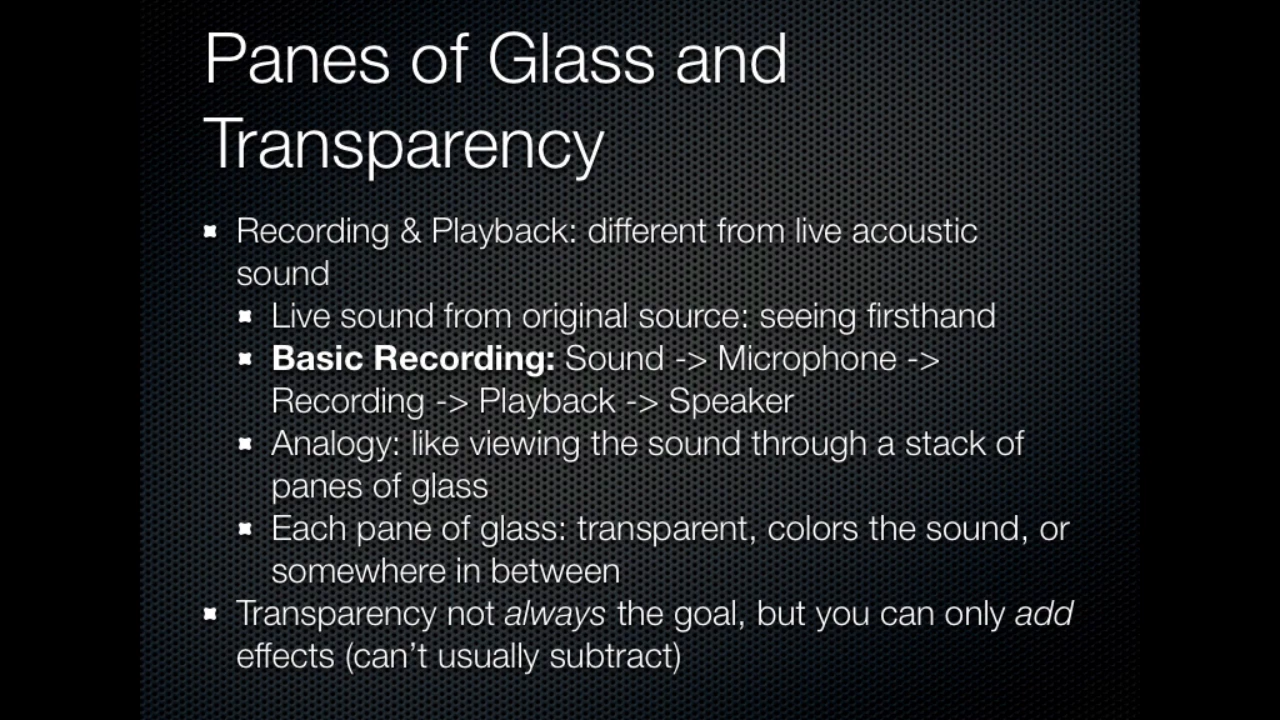 Panes of Glass and
Transparency
Recording & Playback: different from live acoustic
sound
Live sound from original source: seeing firsthand
Basic Recording: Sound -> Microphone ->
Recording -> Playback -> Speaker
Analogy: like viewing the sound through a stack of
panes of glass
Each pane of glass: transparent, colors the sound, or
somewhere in between
Transparency not always the goal, but you can only add
effects (can’t usually subtract)